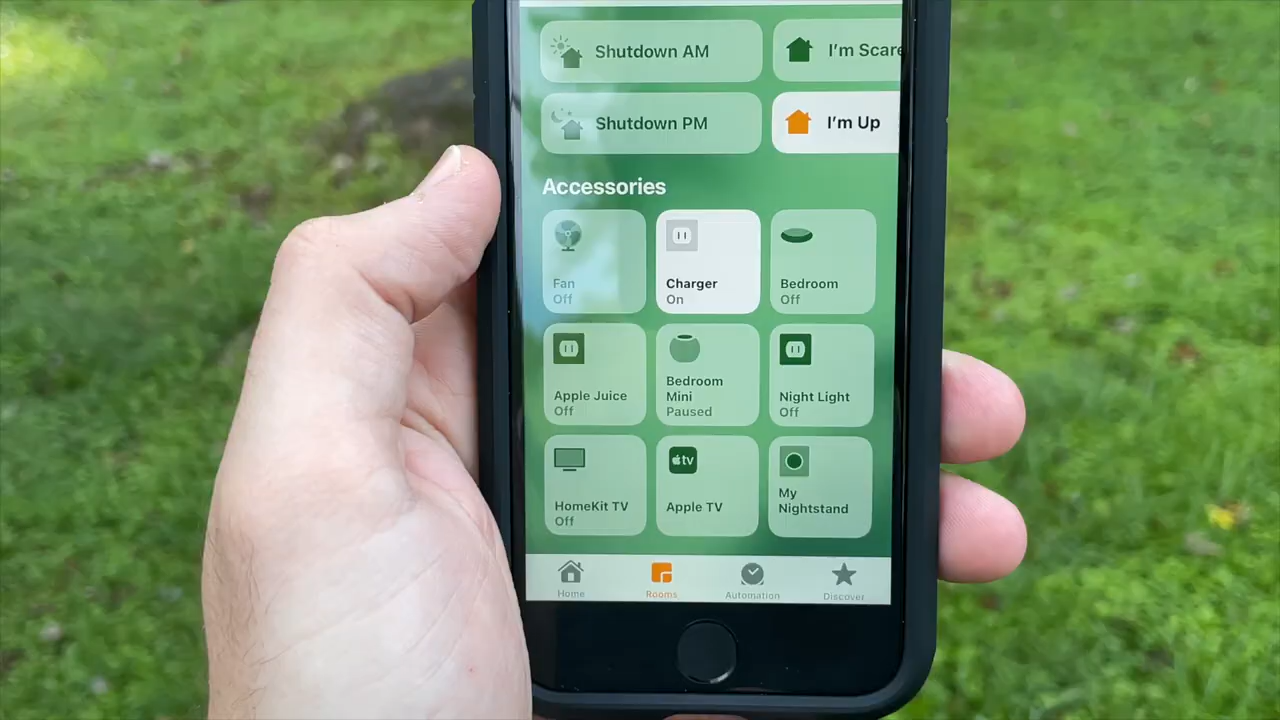 Shutdown AM
I'm Scare
Shutdown PM
I'm Up
Accessories
Fan
Off
Charger
On
Bedroom
Off
Apple Juice
Off
Bedroom
Mini
Paused
Night Light
Off
HomeKit TV
Off
tv
Apple TV
My
Nightstand
Home
Rooms
Automation
Discover